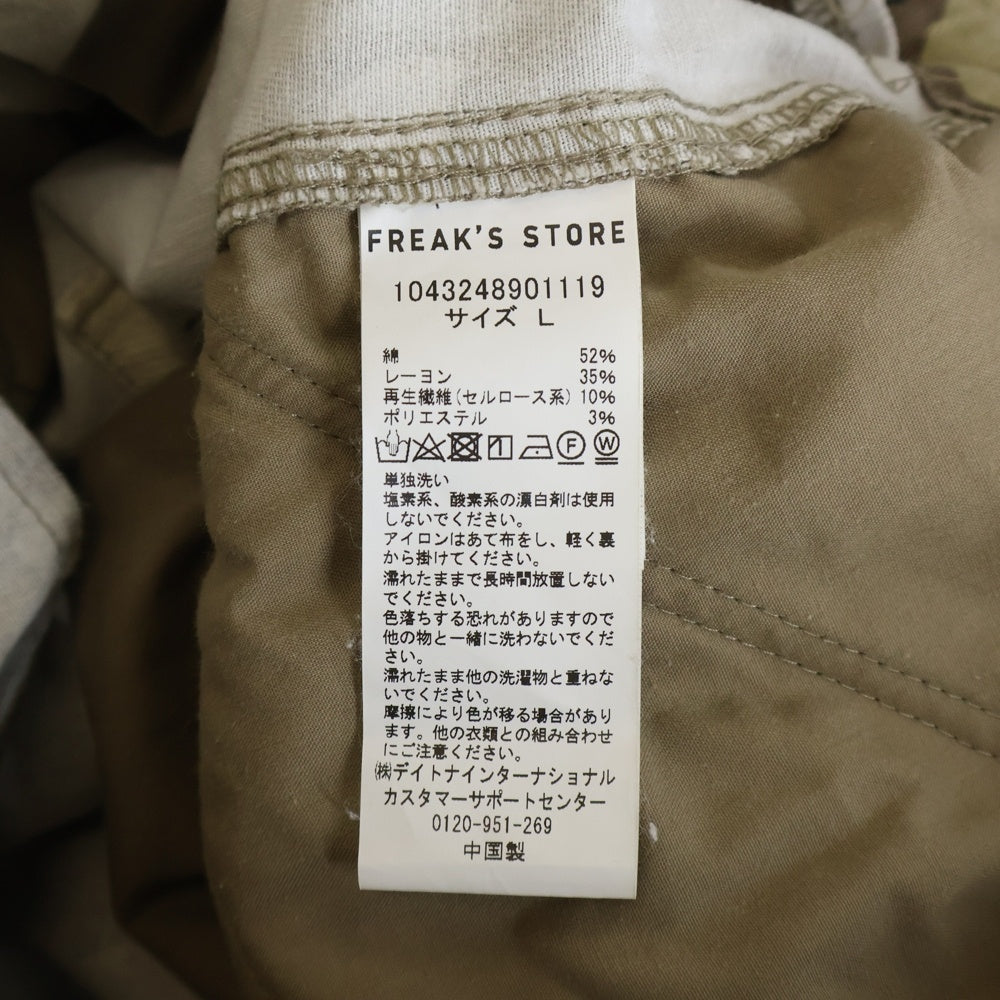 FREAK'S STORE
1043248901119
サイズ L
綿 52%
レーヨン 35%
再生繊維(セルロース系) 10%
ポリエステル 3%
F W
単独洗い
塩素系、酸素系の漂白剤は使用
しないでください。
アイロンはあて布をし、軽く裏
から掛けてください。
濡れたままで長時間放置しない
でください。
色落ちする恐れがありますので
他の物と一緒に洗わないでくだ
さい。
濡れたまま他の洗濯物と重ねな
いでください。
摩擦により色が移る場合があり
ます。他の衣類との組み合わせ
にご注意ください。
㈱デイトナインターナショナル
カスタマーサポートセンター
0120-951-269
中国製